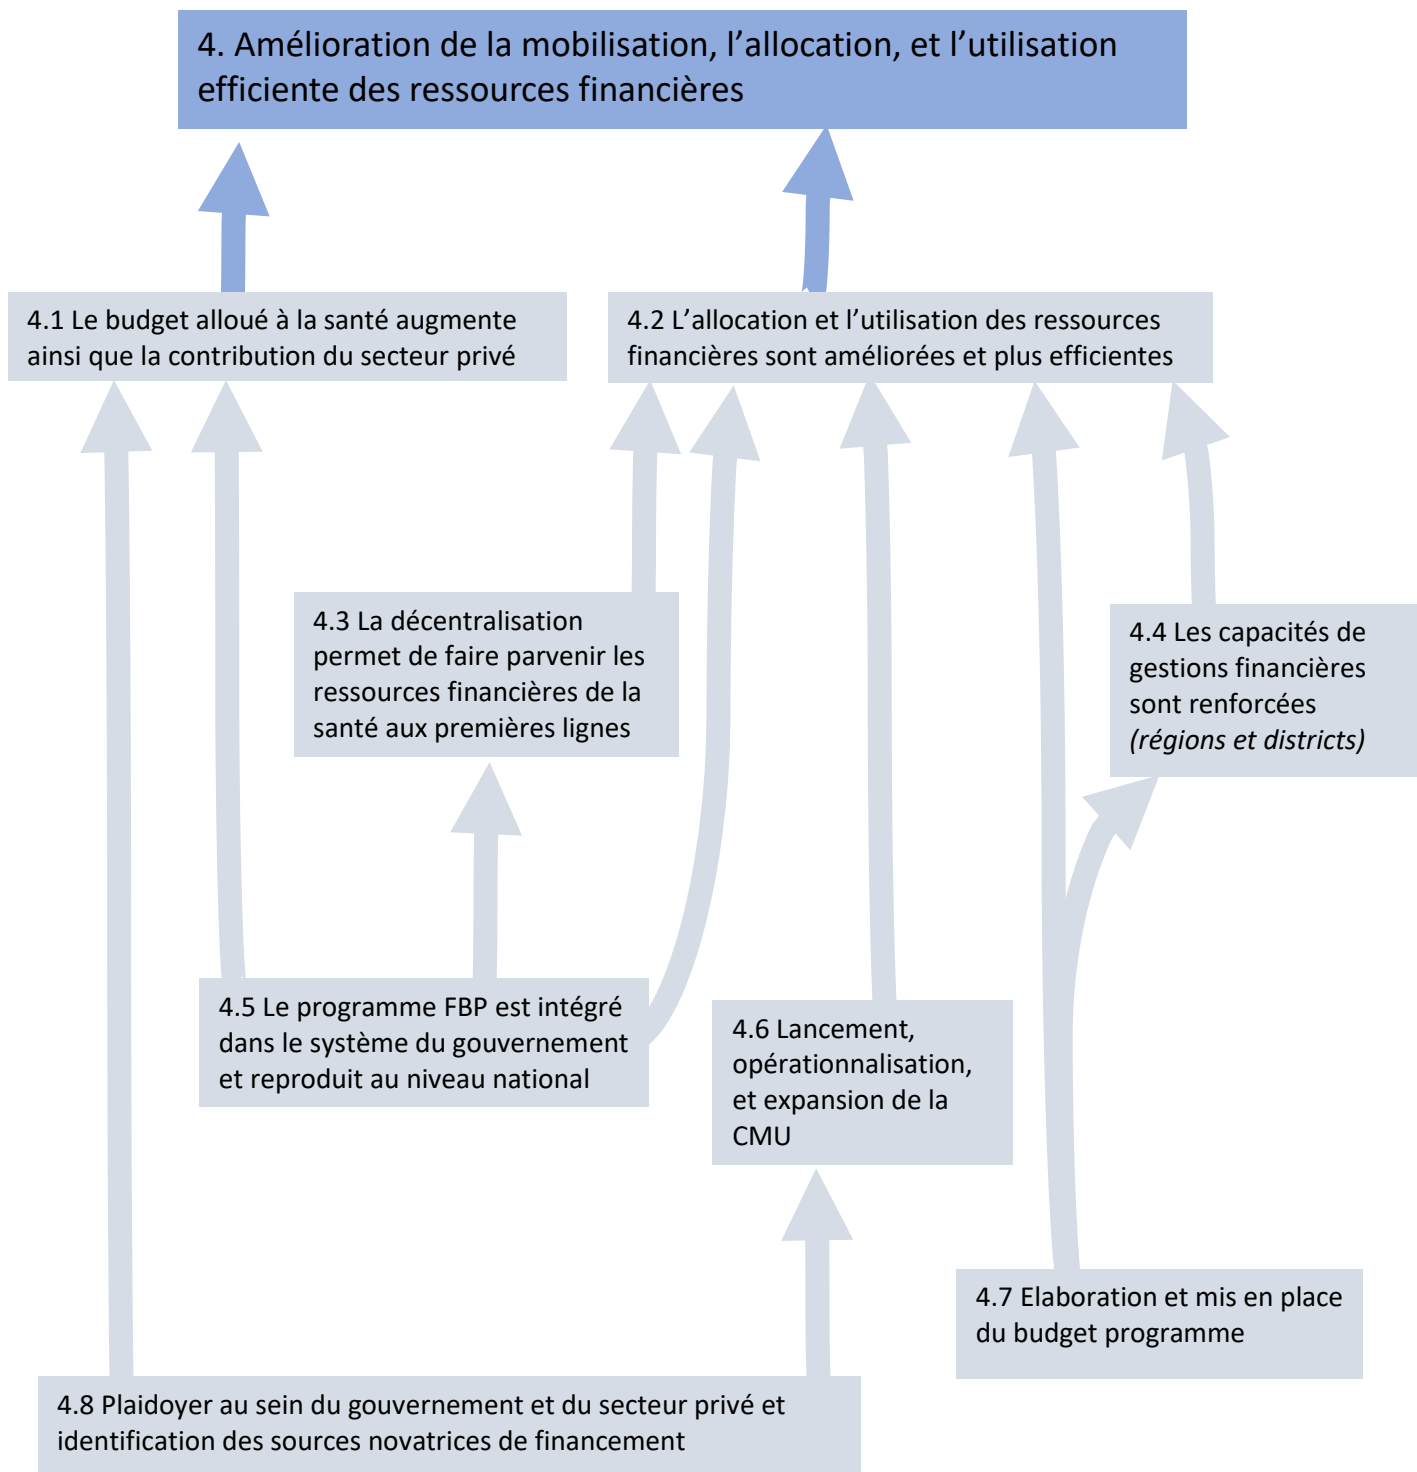 4. Amélioration de la mobilisation, l’allocation, et l’utilisation
efficiente des ressources financières
4.1 Le budget alloué à la santé augmente
ainsi que la contribution du secteur privé
4.2 L’allocation et l’utilisation des ressources
financières sont améliorées et plus efficientes
4.3 La décentralisation
permet de faire parvenir les
ressources financières de la
santé aux premières lignes
4.4 Les capacités de
gestions financières
sont renforcées
(régions et districts)
4.5 Le programme FBP est intégré
dans le système du gouvernement
et reproduit au niveau national
4.6 Lancement,
opérationnalisation,
et expansion de la
CMU
4.7 Elaboration et mis en place
du budget programme
4.8 Plaidoyer au sein du gouvernement et du secteur privé et
identification des sources novatrices de financement